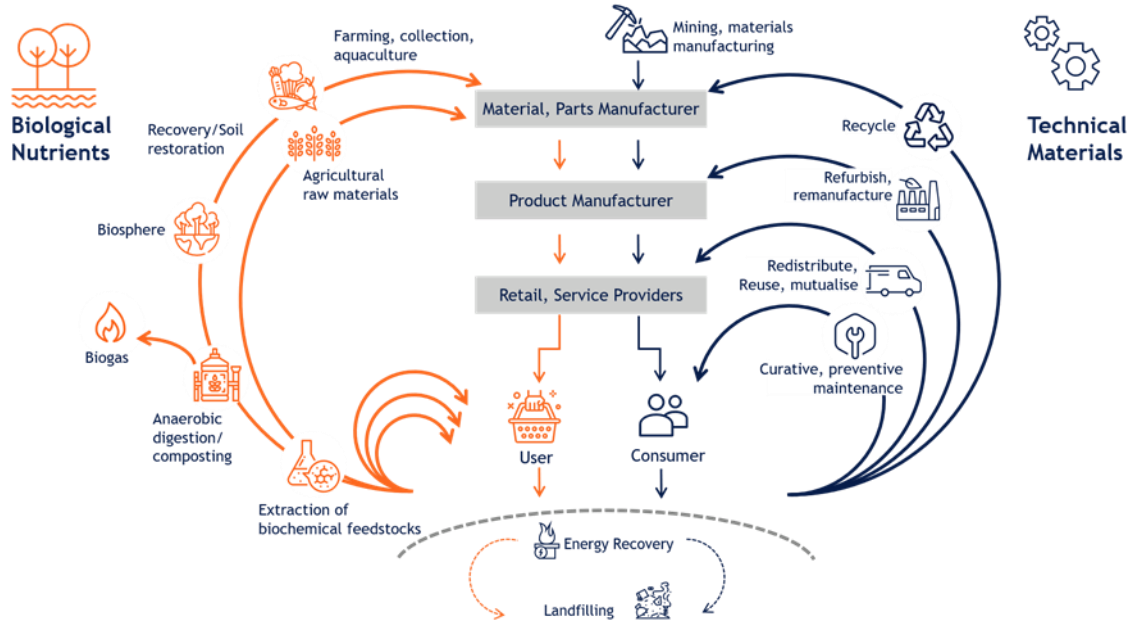 Biological
Nutrients
Farming, collection,
aquaculture
Mining, materials
manufacturing
Technical
Materials
Material, Parts Manufacturer
Recycle
Recovery/Soil
restoration
Agricultural
raw materials
Refurbish,
remanufacture
Product Manufacturer
Biosphere
Redistribute,
Reuse, mutualise
Retail, Service Providers
Biogas
Curative, preventive
maintenance
Anaerobic
digestion/
composting
User
Consumer
Extraction of
biochemical feedstocks
Energy Recovery
Landfilling